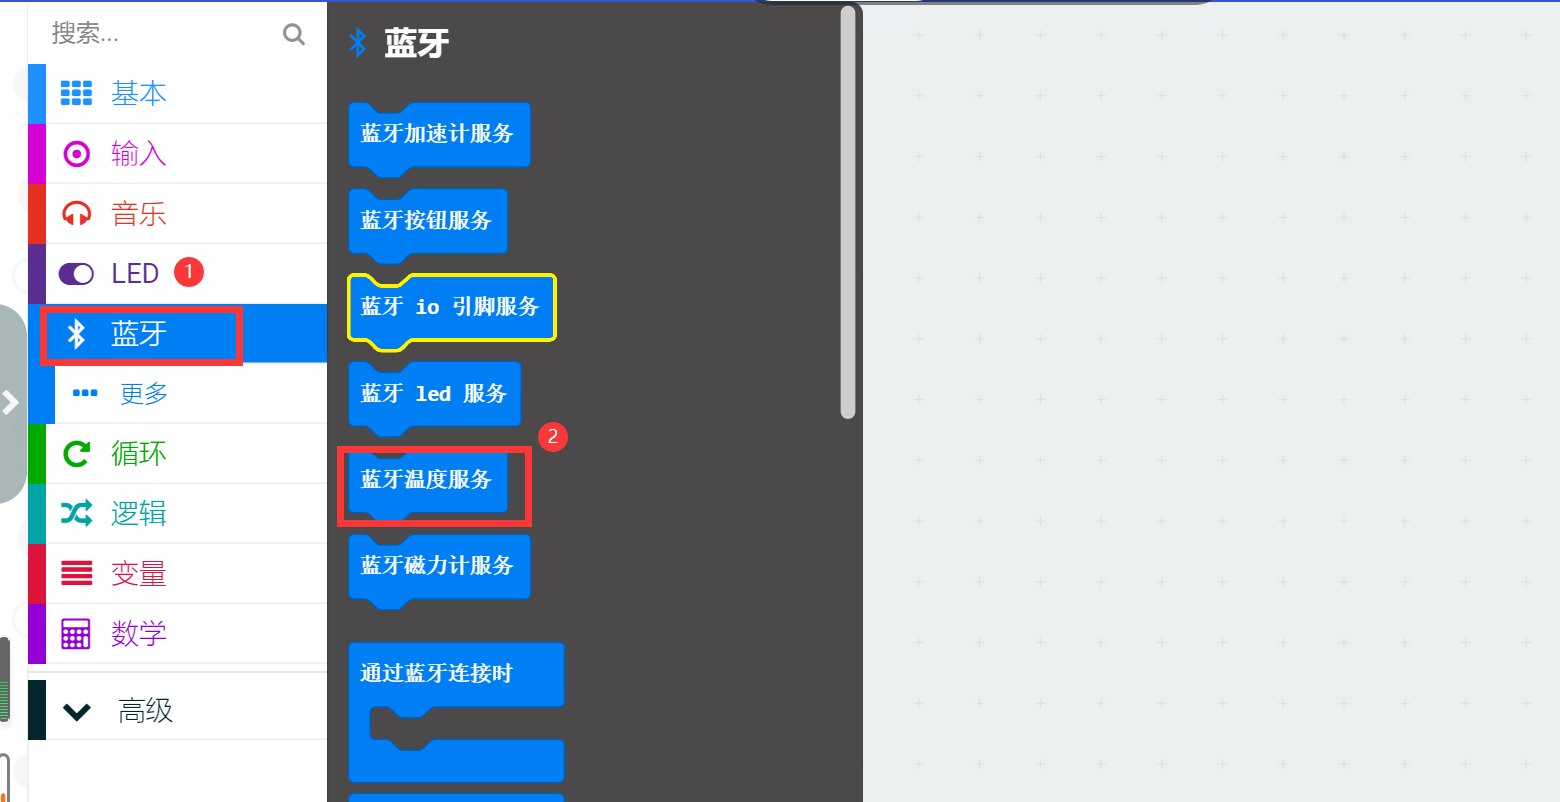 搜索...
基本
输入
音乐
LED
1
蓝牙
更多
循环
逻辑
变量
数学
高级
蓝牙
蓝牙加速计服务
蓝牙按钮服务
蓝牙 io 引脚服务
蓝牙 led 服务
2
蓝牙温度服务
蓝牙磁力计服务
通过蓝牙连接时